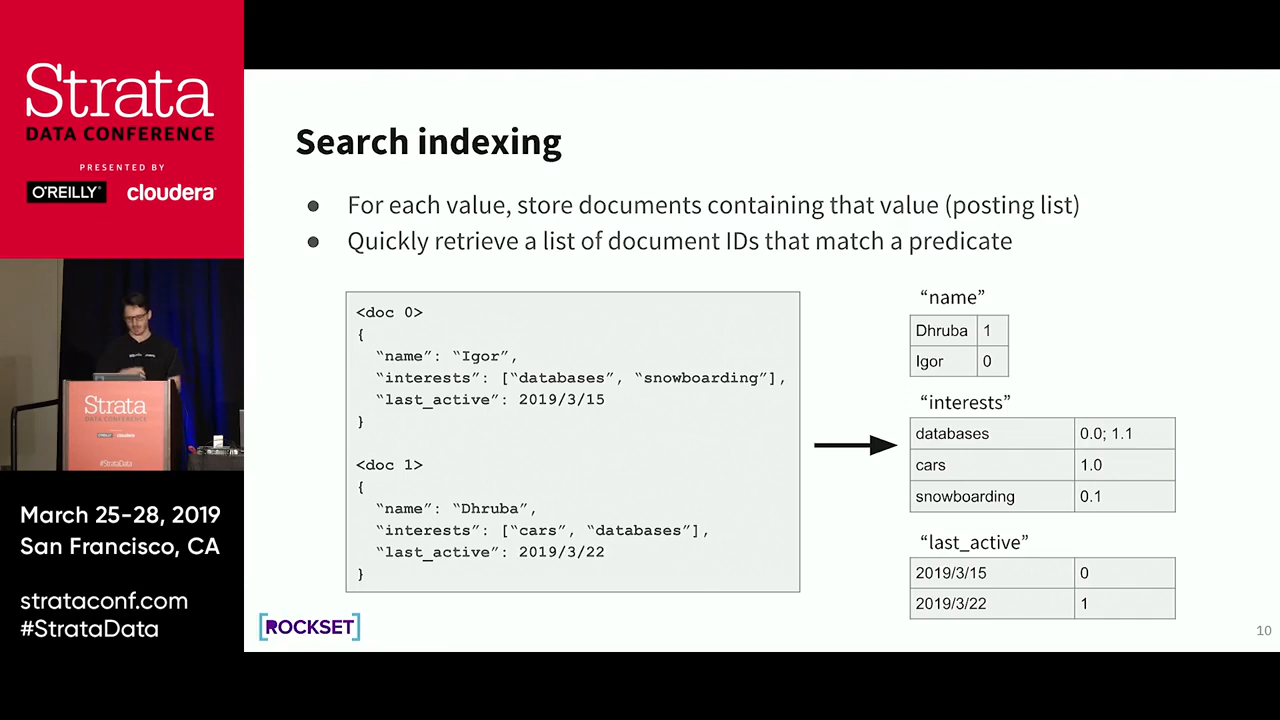 Strata
DATA CONFERENCE
PRESENTED BY
O'REILLY® cloudera®
Strata
DATA CONFERENCE
#StrataData
March 25-28, 2019
San Francisco, CA
strataconf.com
#StrataData
Search indexing
● For each value, store documents containing that value (posting list)
● Quickly retrieve a list of document IDs that match a predicate
<doc 0>
{
“name”: “Igor”,
“interests”: [“databases”, “snowboarding”],
“last_active”: 2019/3/15
}
<doc 1>
{
“name”: “Dhruba”,
“interests”: [“cars”, “databases”],
“last_active”: 2019/3/22
}
“name”
Dhruba 1
Igor 0
“interests”
databases 0.0; 1.1
cars 1.0
snowboarding 0.1
“last_active”
2019/3/15 0
2019/3/22 1
[ROCKSET]
10